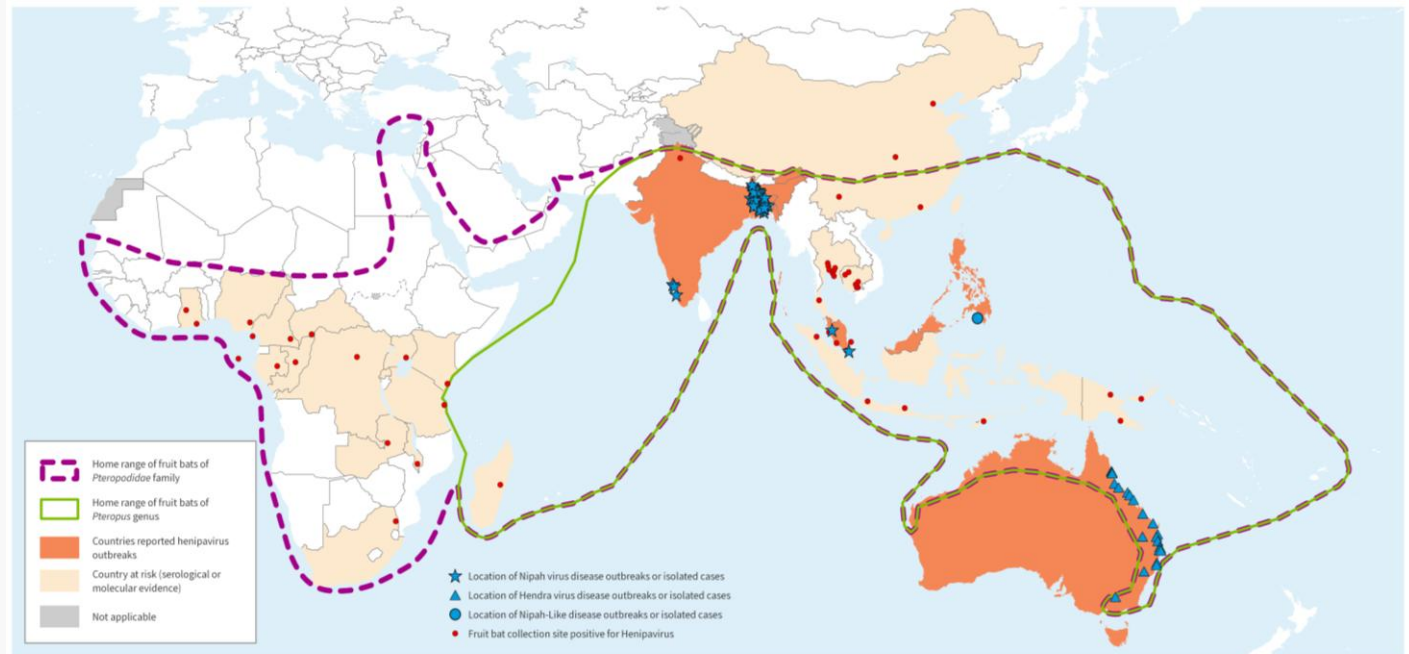 Home range of fruit bats of
Pteropodidae family
Home range of fruit bats of
Pteropus genus
Countries reported henipavirus
outbreaks
Country at risk (serological or
molecular evidence)
Not applicable
Location of Nipah virus disease outbreaks or isolated cases
Location of Hendra virus disease outbreaks or isolated cases
Location of Nipah-Like disease outbreaks or isolated cases
Fruit bat collection site positive for Henipavirus